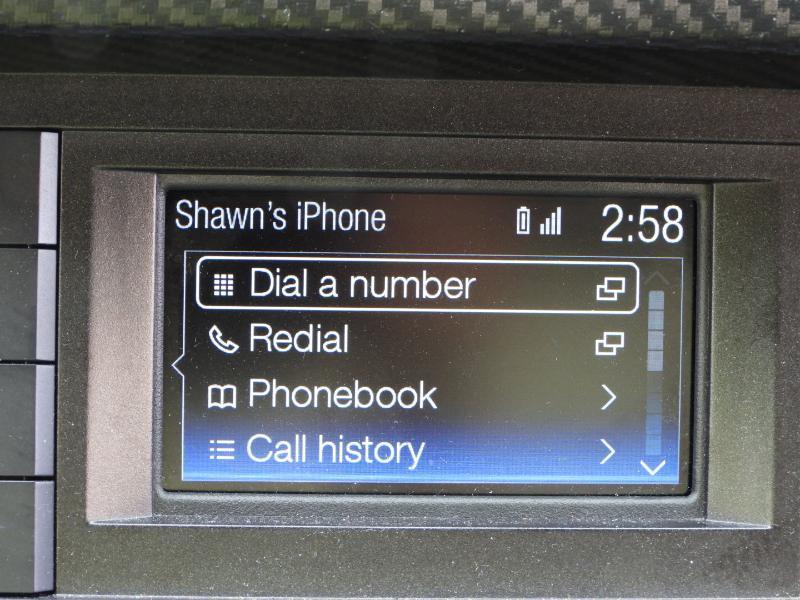 Shawn's iPhone 2:58
Dial a number
Redial
Phonebook
Call history